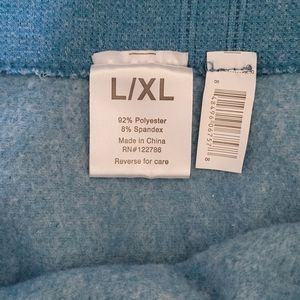 L/XL
92% Polyester
8% Spandex
Made in China
RN#122786
Reverse for care